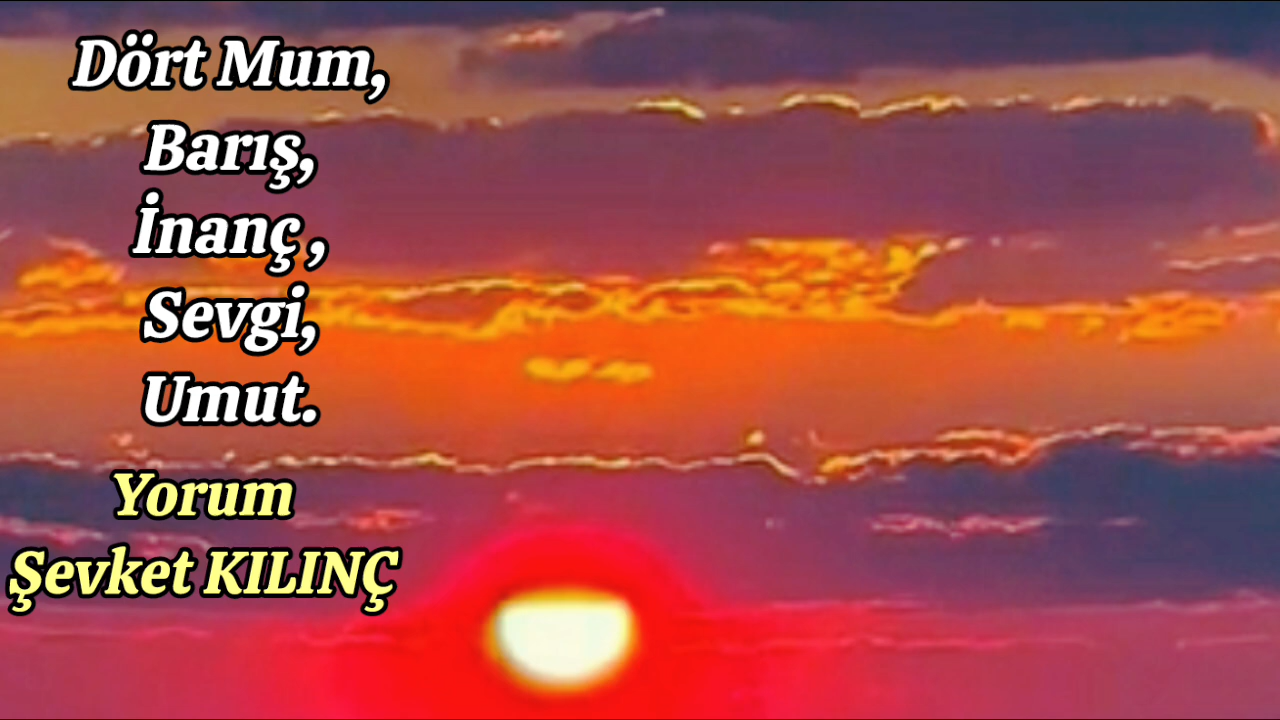 Dört Mum,
Barış,
İnanç ,
Sevgi,
Umut.
Yorum
Şevket KILINÇ